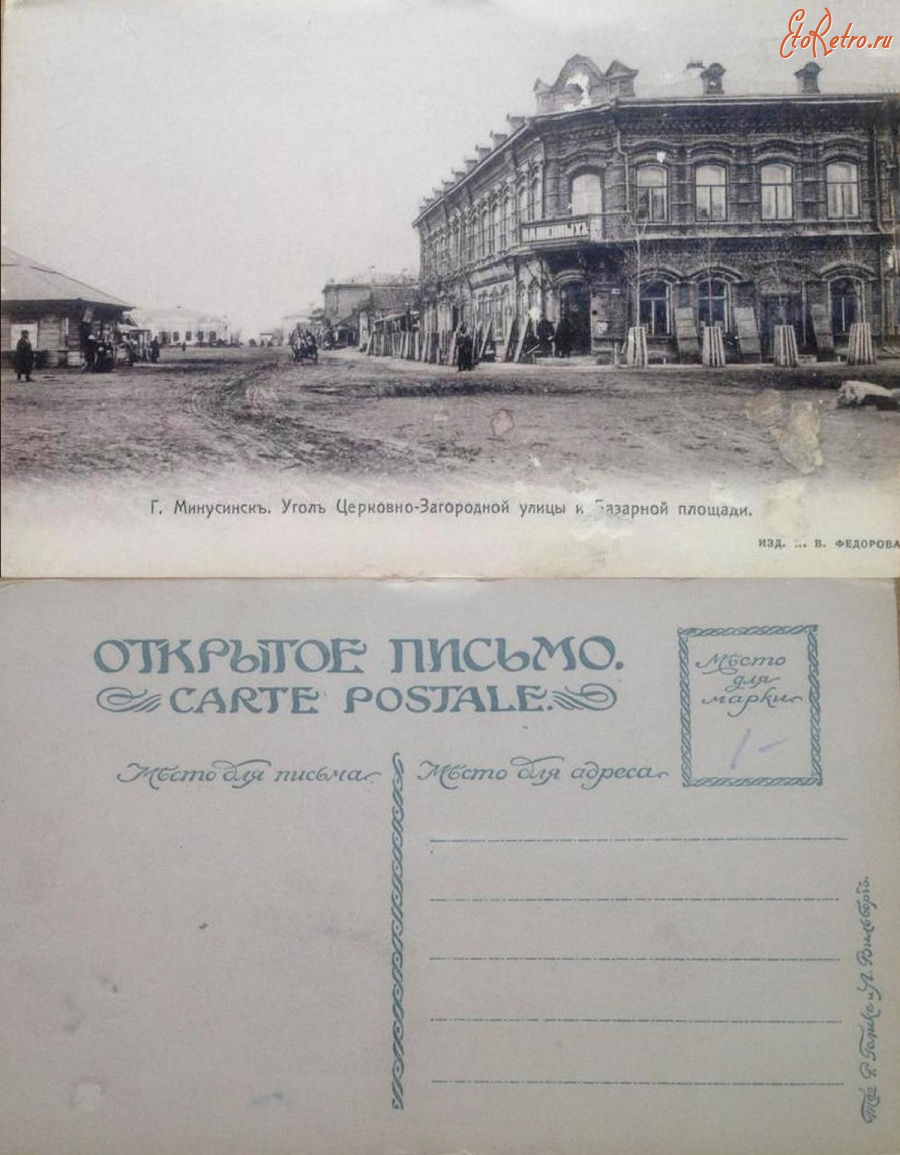 EtoRetro.ru
Г. Минусинскъ. Уголъ Церковно-Загородной улицы и Базарной площади.
ИЗД. В. ФЕДОРОВА
ОТКРЫТОЕ ПИСЬМО.
CARTE POSTALE.
Мѣсто
для
марки
1-
Мѣсто для письма
Мѣсто для адреса
Т-во Р. Голике и А. Вильборгъ.